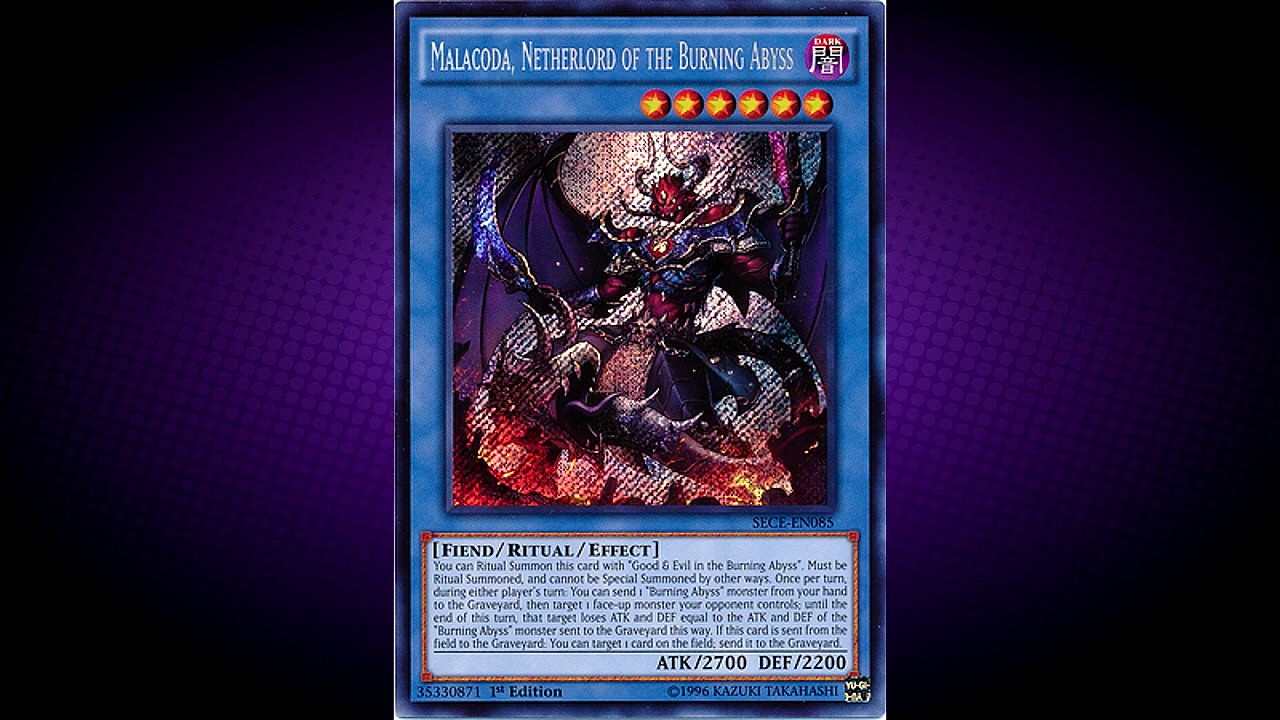 MALACODA, NETHERLORD OF THE BURNING ABYSS
DARK
闇
SECE-EN085
[FIEND/RITUAL/EFFECT]
You can Ritual Summon this card with "Good & Evil in the Burning Abyss". Must be
Ritual Summoned, and cannot be Special Summoned by other ways. Once per turn,
during either player's turn: You can send 1 "Burning Abyss" monster from your hand
to the Graveyard, then target 1 face-up monster your opponent controls; until the
end of this turn, that target loses ATK and DEF equal to the ATK and DEF of the
"Burning Abyss" monster sent to the Graveyard this way. If this card is sent from the
field to the Graveyard: You can target 1 card on the field; send it to the Graveyard.
ATK/2700 DEF/2200
35330871 1st Edition ©1996 KAZUKI TAKAHASHI